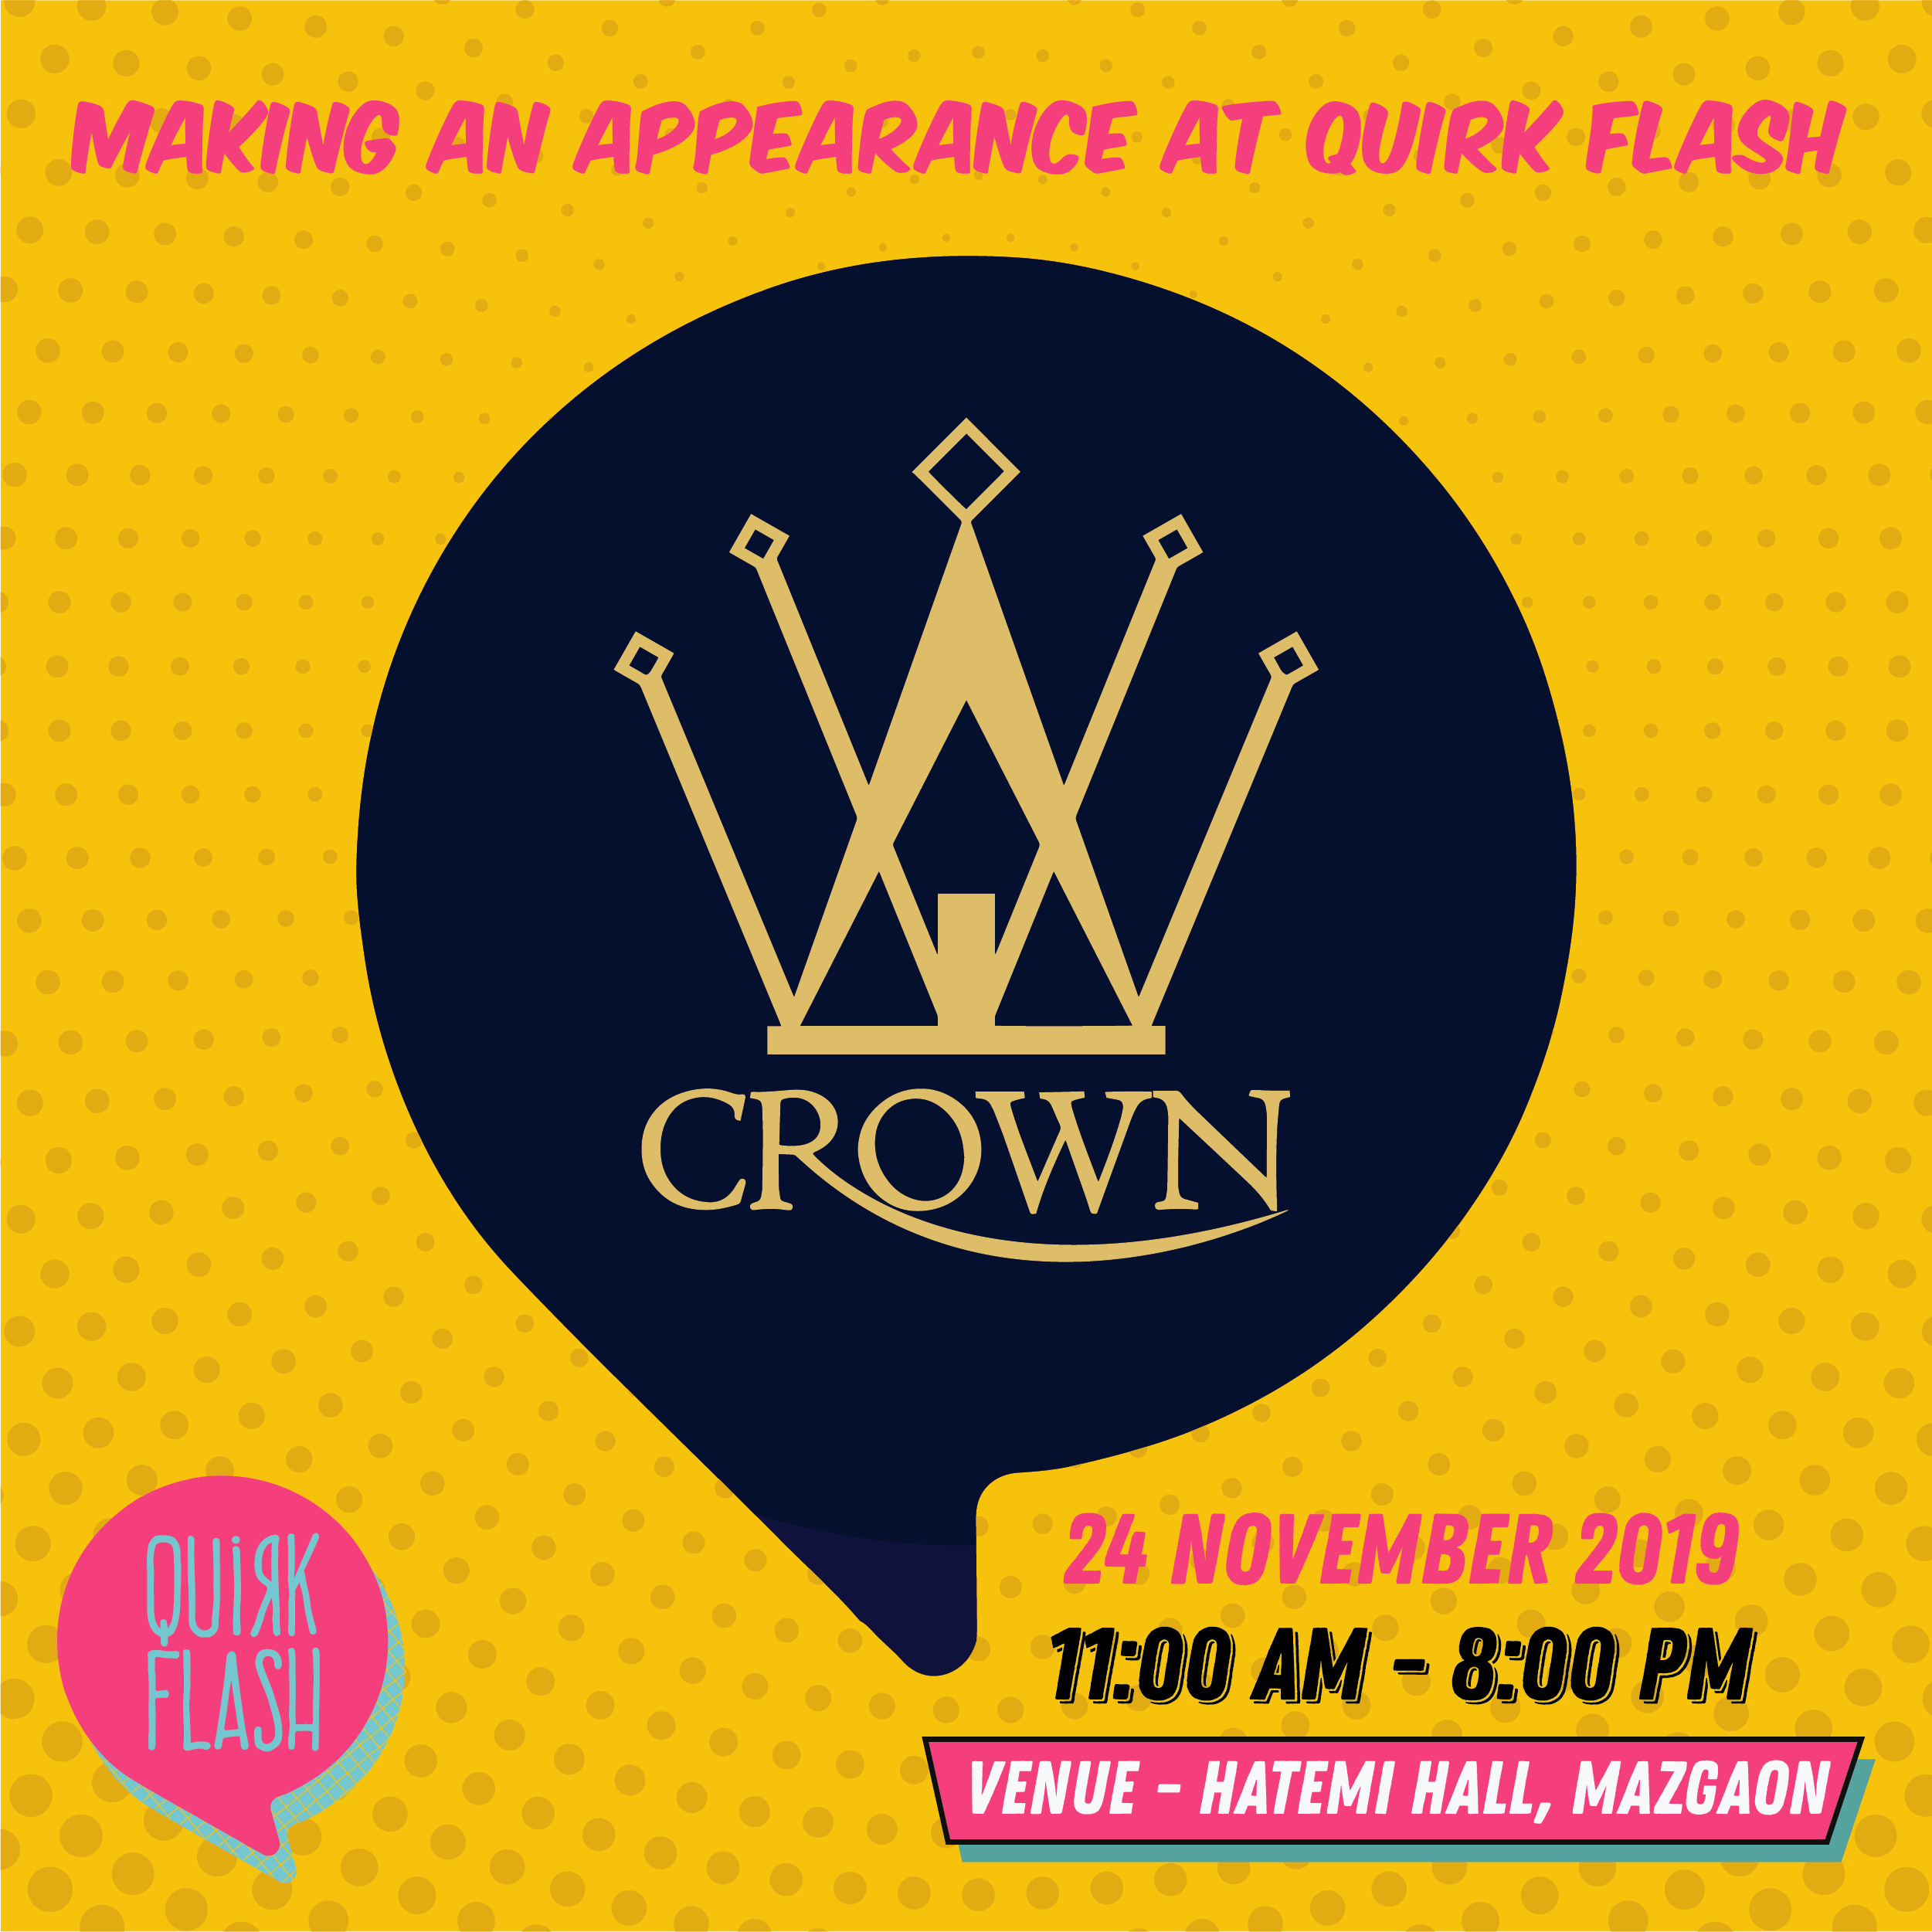 MAKING AN APPEARANCE AT QUIRK FLASH
CROWN
QUIRK
FLASH
24 NOVEMBER 2019
11:00 AM - 8:00 PM
VENUE - HATEMI HALL, MAZGAON